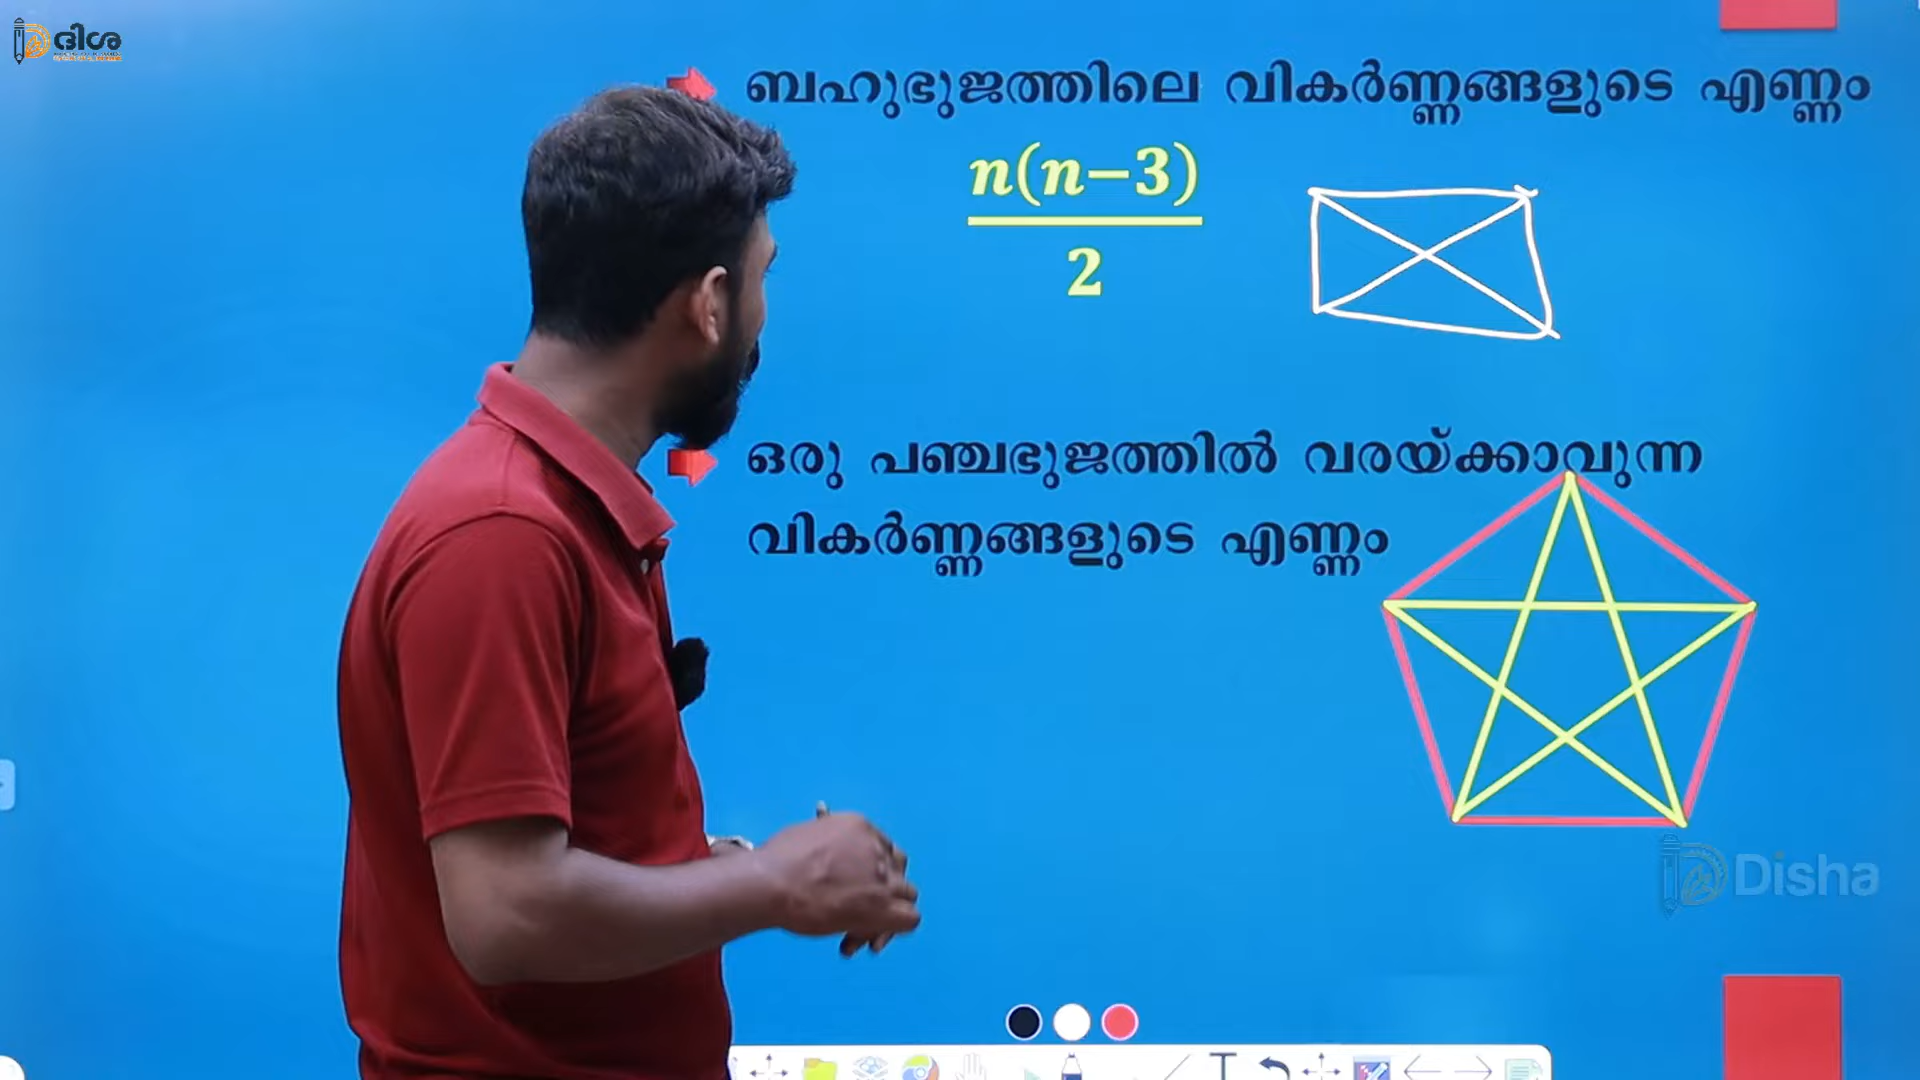 ദിശ
ബഹുഭുജത്തിലെ വികർണ്ണങ്ങളുടെ എണ്ണം
n(n−3)
2
ഒരു പഞ്ചഭുജത്തിൽ വരയ്ക്കാവുന്ന
വികർണ്ണങ്ങളുടെ എണ്ണം
Disha
T